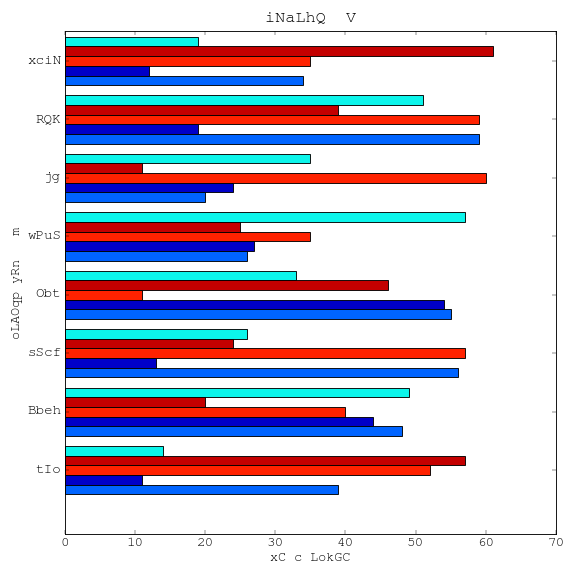 iNaLhQ  V
xciN
RQK
jg
wPuS
Obt
sScf
Bbeh
tIo
oLAOqp yRn  m
0 10 20 30 40 50 60 70
xC c LokGC